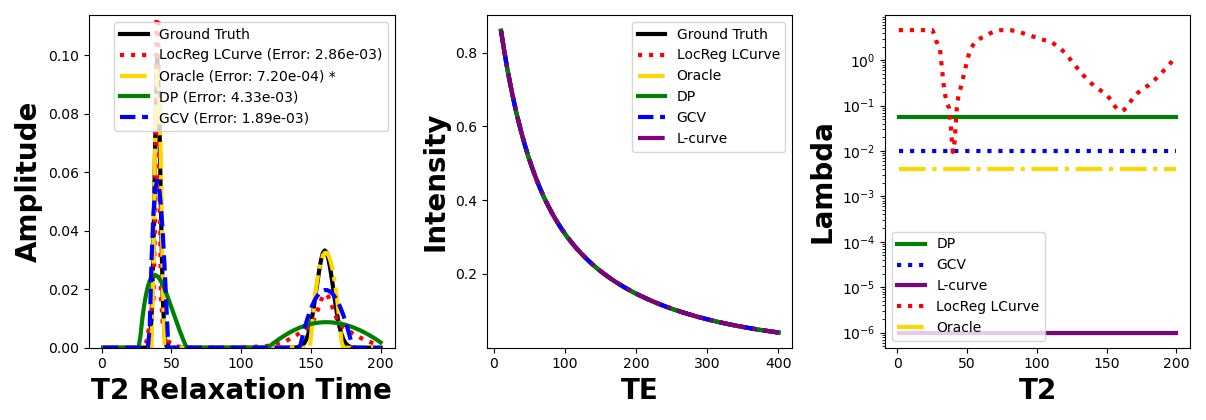 Amplitude
0.10
0.08
0.06
0.04
0.02
0.00
Ground Truth
LocReg LCurve (Error: 2.86e-03)
Oracle (Error: 7.20e-04) *
DP (Error: 4.33e-03)
GCV (Error: 1.89e-03)
0 50 100 150 200
T2 Relaxation Time
Intensity
0.8
0.6
0.4
0.2
Ground Truth
LocReg LCurve
Oracle
DP
GCV
L-curve
0 100 200 300 400
TE
Lambda
10⁰
10⁻¹
10⁻²
10⁻³
10⁻⁴
10⁻⁵
10⁻⁶
DP
GCV
L-curve
LocReg LCurve
Oracle
0 50 100 150 200
T2